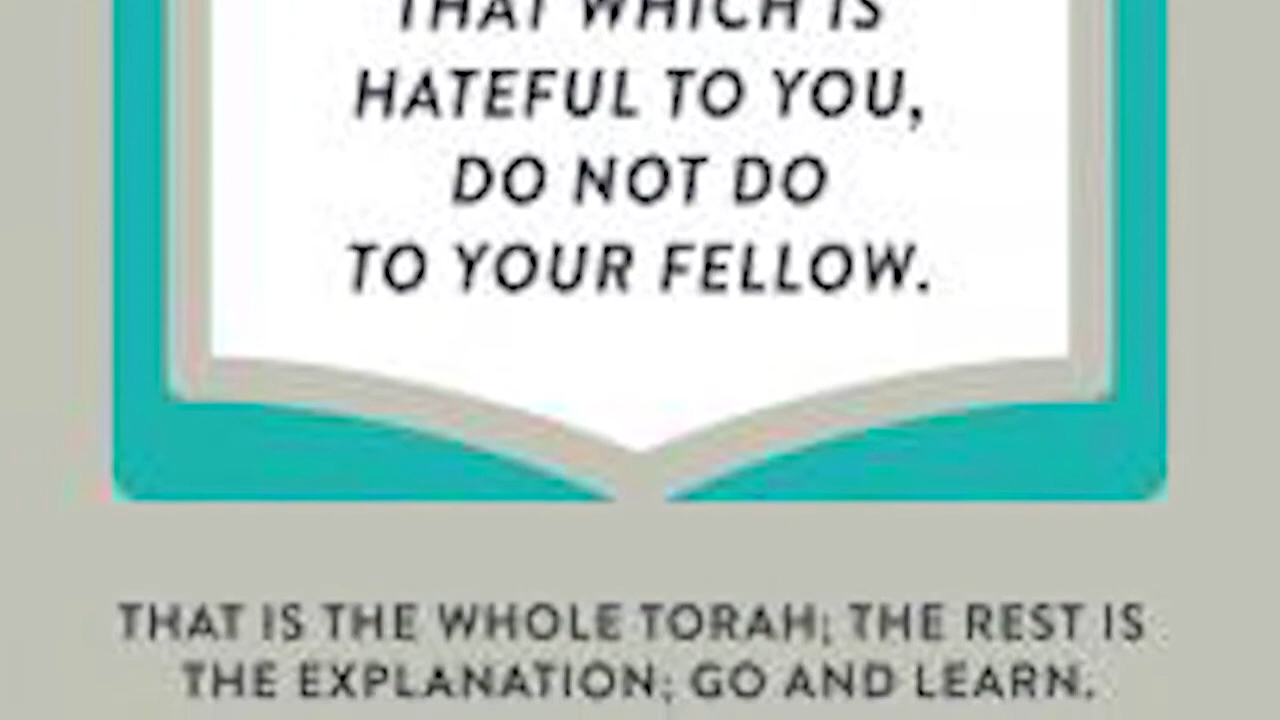 THAT WHICH IS
HATEFUL TO YOU,
DO NOT DO
TO YOUR FELLOW.
THAT IS THE WHOLE TORAH; THE REST IS
THE EXPLANATION; GO AND LEARN.